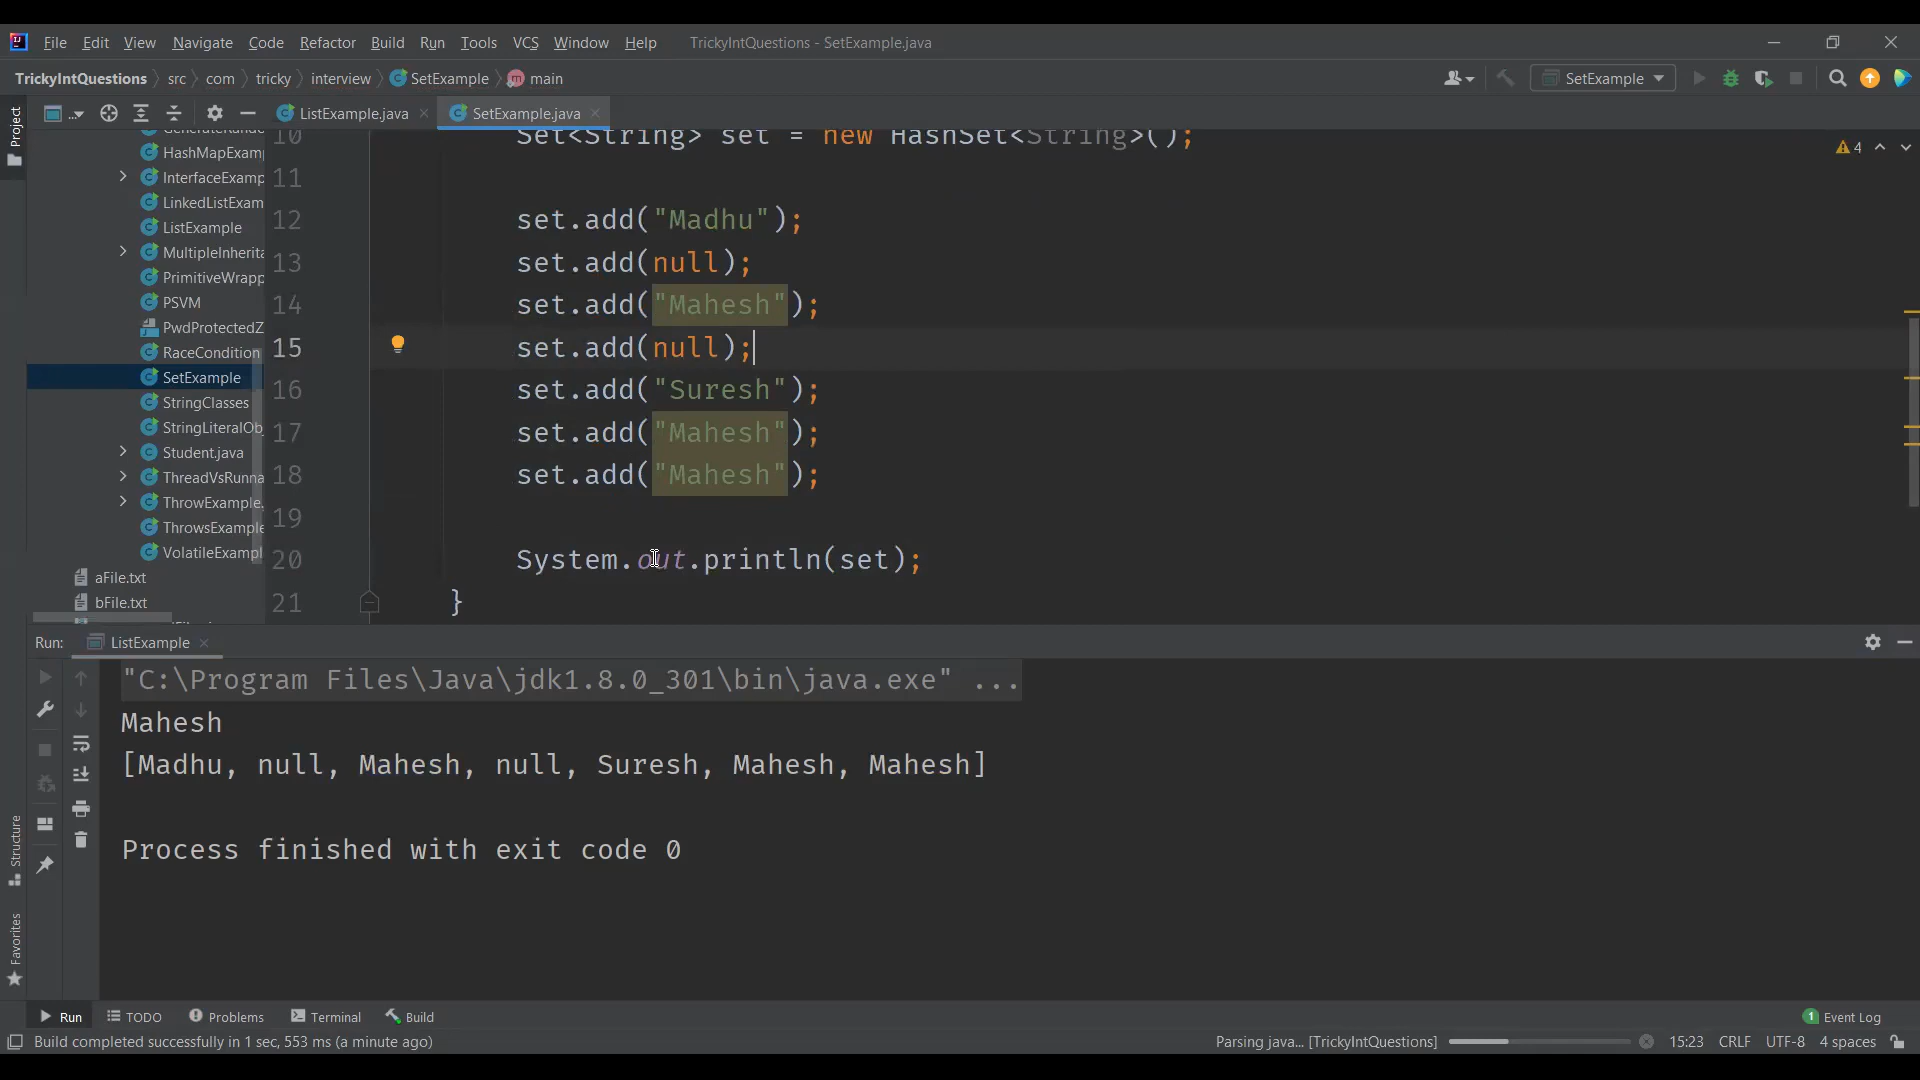 File Edit View Navigate Code Refactor Build Run Tools VCS Window Help TrickyIntQuestions - SetExample.java
TrickyIntQuestions src com tricky interview SetExample main SetExample
Project
ListExample.java SetExample.java
HashMapExamp
InterfaceExamp
LinkedListExam
ListExample
MultipleInherita
PrimitiveWrapp
PSVM
PwdProtectedZ
RaceCondition
SetExample
StringClasses
StringLiteralOb
Student.java
ThreadVsRunna
ThrowExample.
ThrowsExample
VolatileExampl
aFile.txt
bFile.txt
10 Set<String> set = new HashSet<String>();
4
11
12 set.add("Madhu");
13 set.add(null);
14 set.add("Mahesh");
15 set.add(null);
16 set.add("Suresh");
17 set.add("Mahesh");
18 set.add("Mahesh");
19
20 System.out.println(set);
21 }
Run: ListExample
"C:\Program Files\Java\jdk1.8.0_301\bin\java.exe" ...
Mahesh
[Madhu, null, Mahesh, null, Suresh, Mahesh, Mahesh]
Process finished with exit code 0
Structure
Favorites
Run TODO Problems Terminal Build 1 Event Log
Build completed successfully in 1 sec, 553 ms (a minute ago) Parsing java... [TrickyIntQuestions] 15:23 CRLF UTF-8 4 spaces